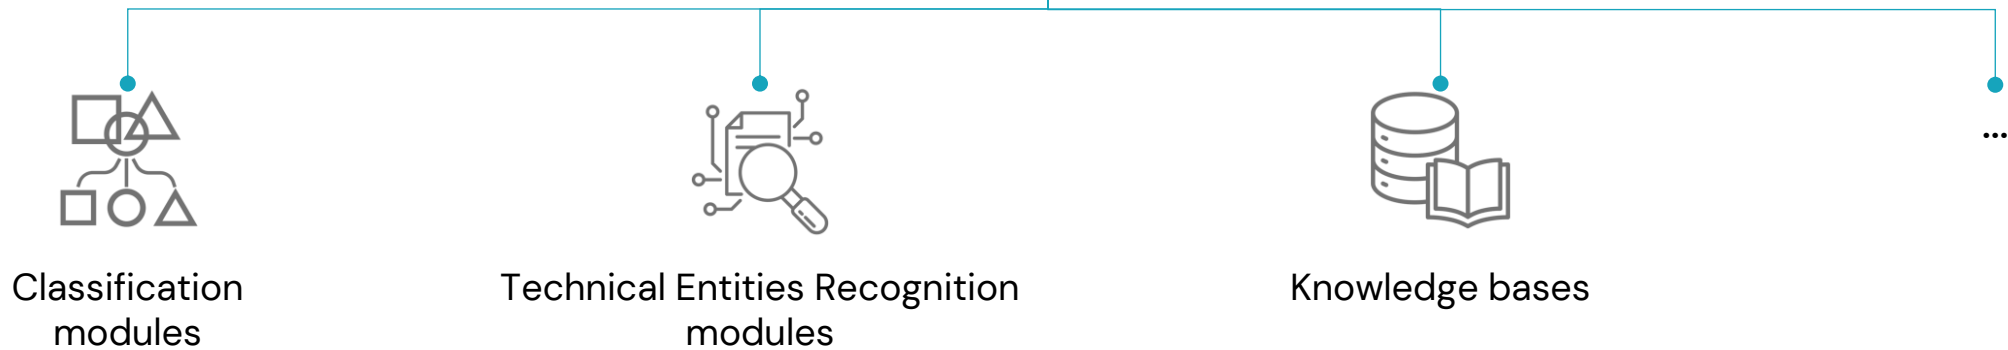 ...
Classification
modules
Technical Entities Recognition
modules
Knowledge bases